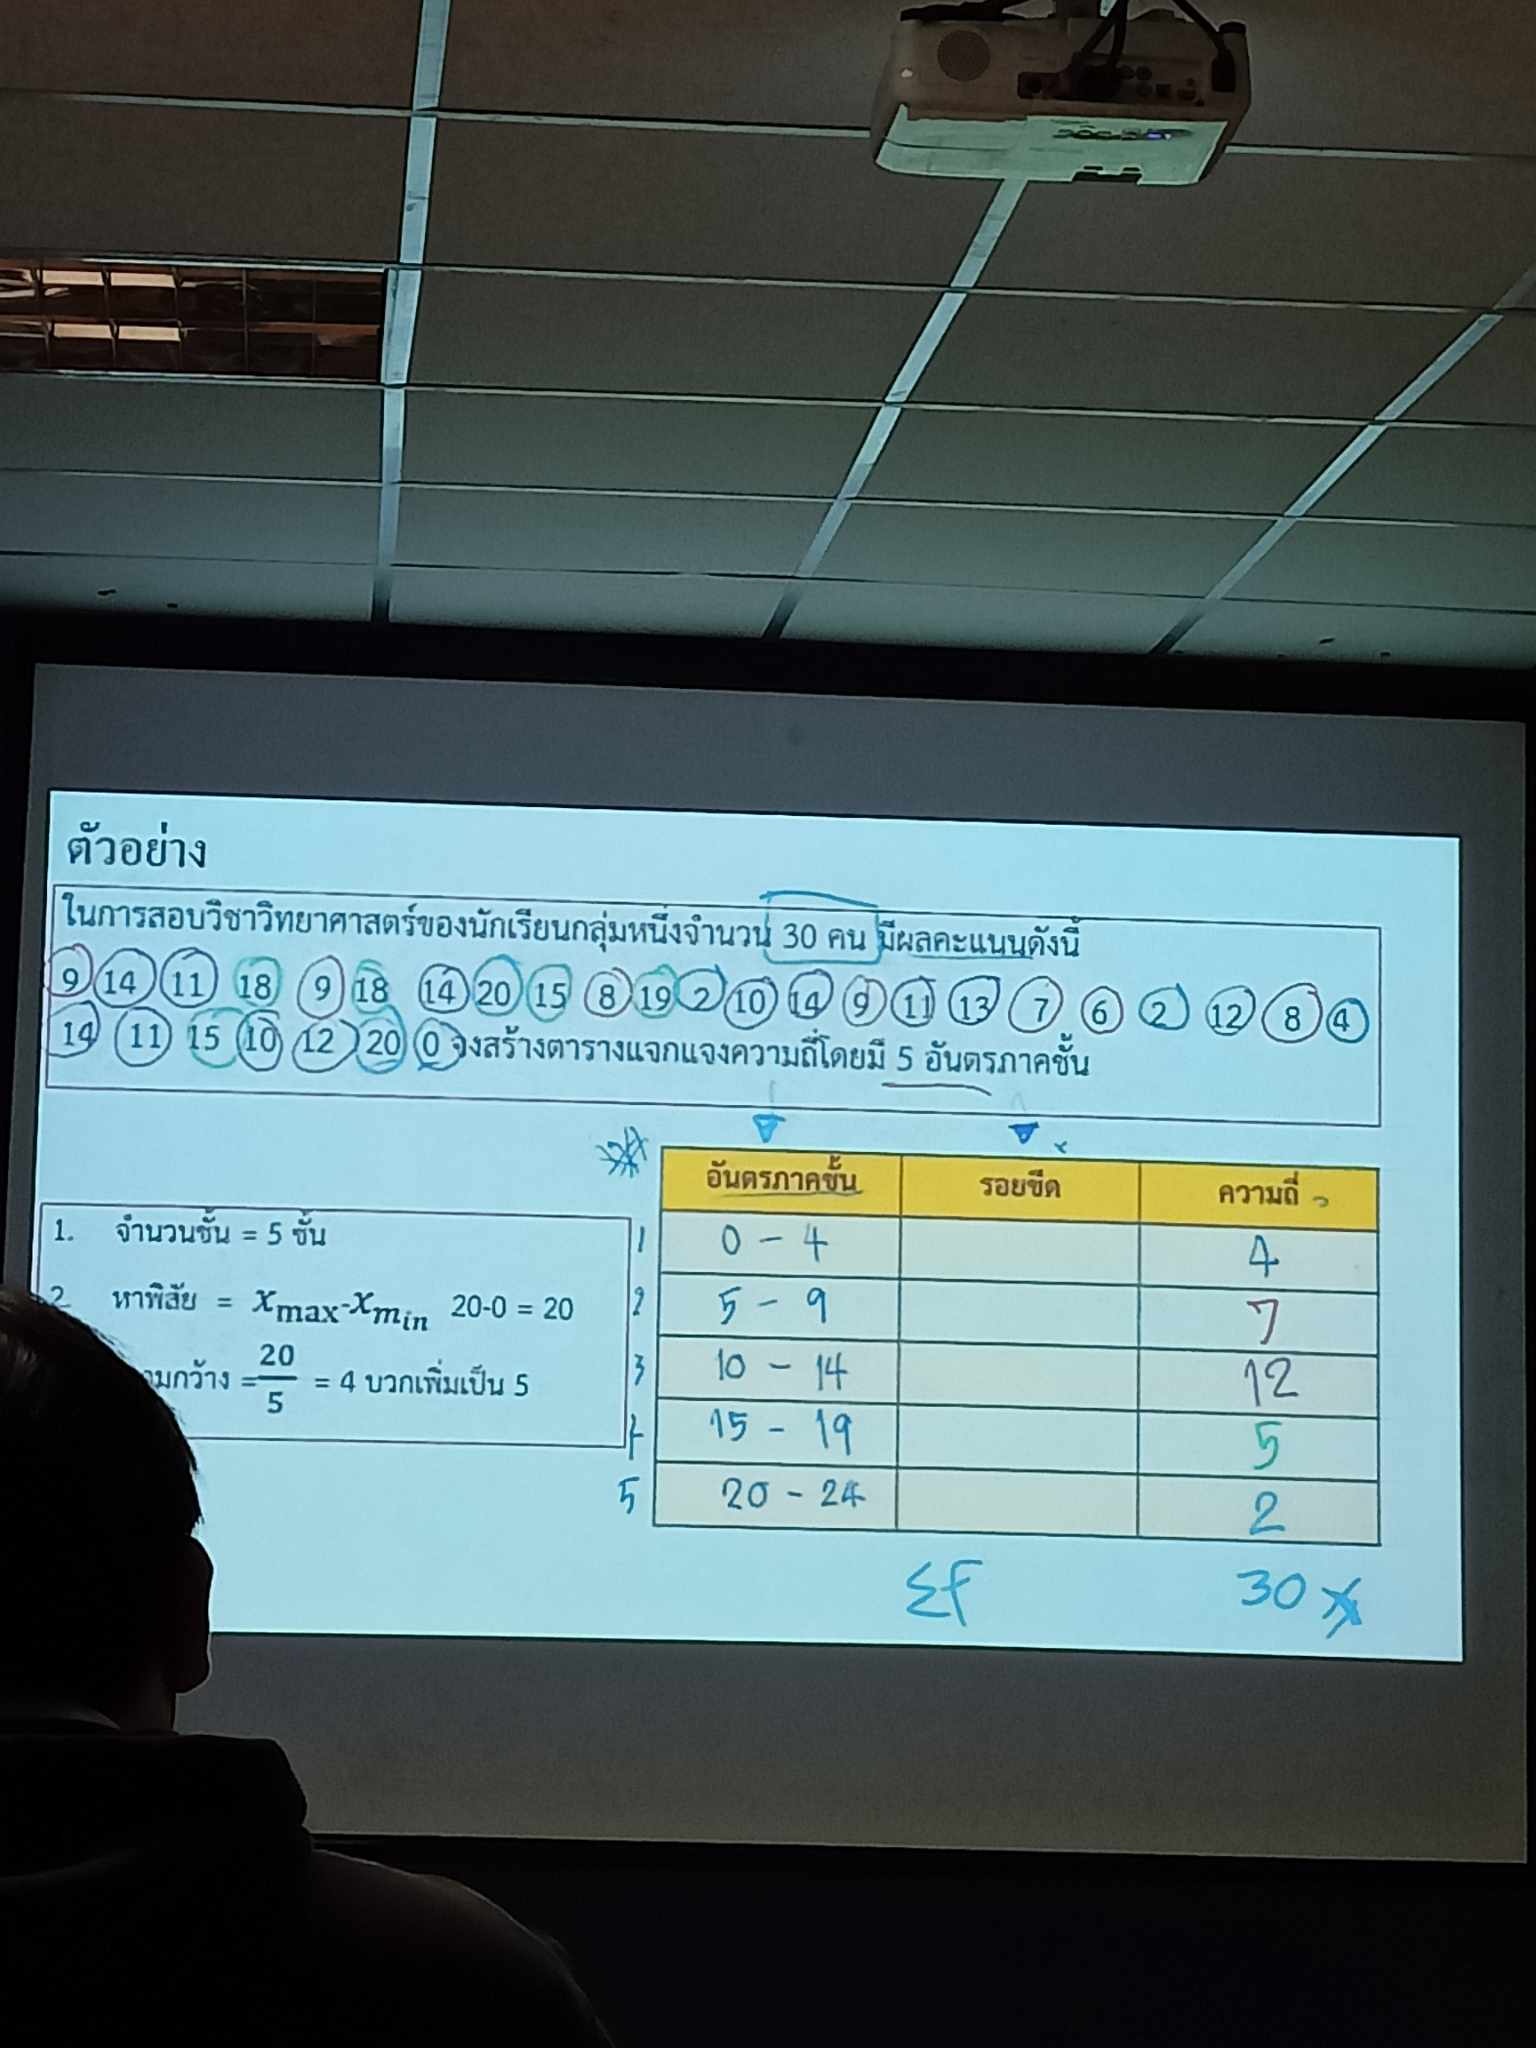 ตัวอย่าง
ในการสอบวิชาวิทยาศาสตร์ของนักเรียนกลุ่มหนึ่งจำนวน 30 คน มีผลคะแนนดังนี้
9 14 11 18 9 18 14 20 15 8 19 2 10 14 9 11 13 7 6 2 12 8 4
14 11 15 10 12 20 0 จงสร้างตารางแจกแจงความถี่โดยมี 5 อันตรภาคชั้น
1. จำนวนชั้น = 5 ชั้น
2. หาพิสัย = xmax-xmin 20-0 = 20
กว้าง = 20/5 = 4 บวกเพิ่มเป็น 5
อันตรภาคชั้น รอยขีด ความถี่
1 0 - 4 4
2 5 - 9 7
3 10 - 14 12
4 15 - 19 5
5 20 - 24 2
Σf 30